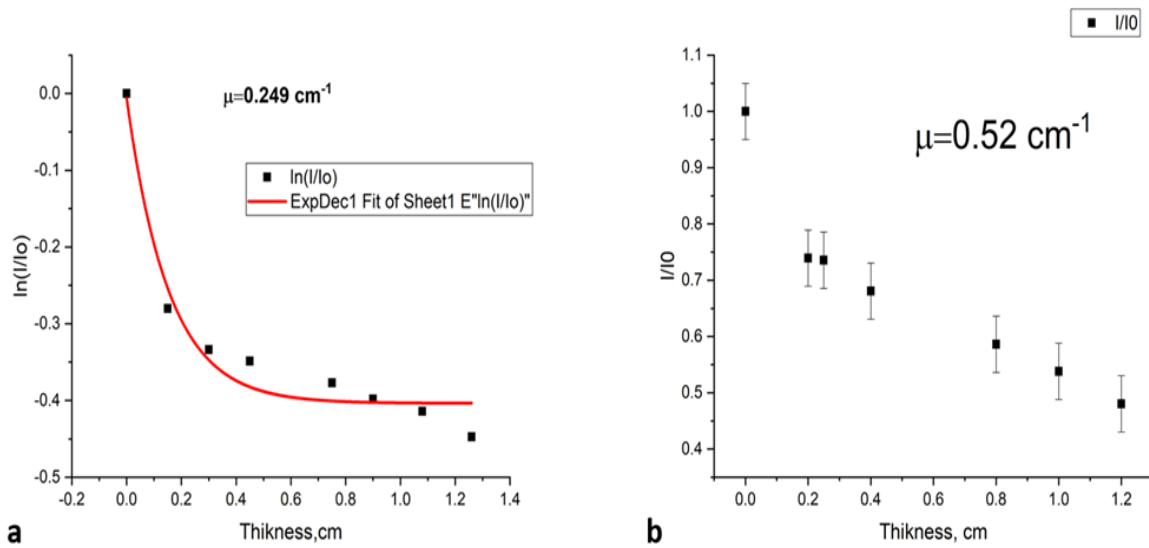 0.0
-0.1
-0.2
-0.3
-0.4
-0.5
ln(I/Io)
μ=0.249 cm-1
ln(I/Io)
ExpDec1 Fit of Sheet1 E"ln(I/Io)"
-0.2 0.0 0.2 0.4 0.6 0.8 1.0 1.2 1.4
Thikness,cm
a
I/I0
1.1
1.0
0.9
0.8
0.7
0.6
0.5
0.4
I/I0
μ=0.52 cm-1
0.0 0.2 0.4 0.6 0.8 1.0 1.2
Thikness, cm
b